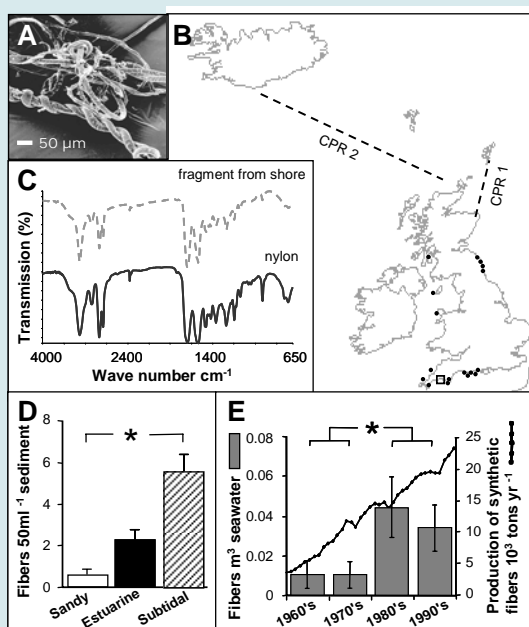 A
50 µm
B
CPR 2
CPR 1
C
fragment from shore
nylon
Transmission (%)
4000 2400 1400 650
Wave number cm-1
D
*
Fibers 50ml -1 sediment
8
6
4
2
0
Sandy
Estuarine
Subtidal
E
*
Fibers m3 seawater
0.08
0.06
0.04
0.02
0
1960's
1970's
1980's
1990's
25
20
15
10
5
0
Production of synthetic
fibers 10³ tons yr -1